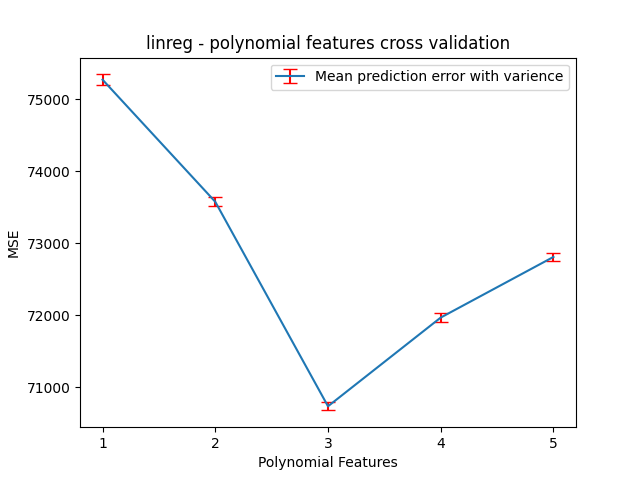 linreg - polynomial features cross validation
Mean prediction error with varience
75000
74000
73000
72000
71000
MSE
1 2 3 4 5
Polynomial Features